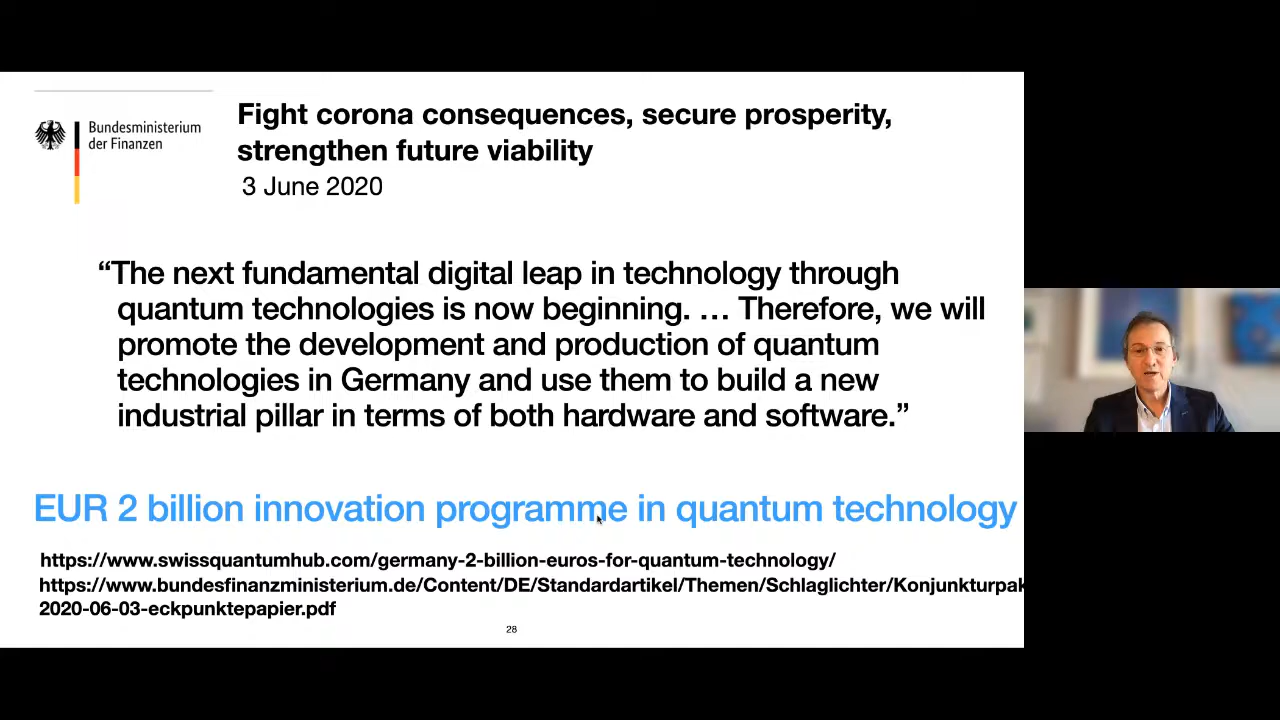 Bundesministerium
der Finanzen
Fight corona consequences, secure prosperity,
strengthen future viability
3 June 2020
“The next fundamental digital leap in technology through
quantum technologies is now beginning. … Therefore, we will
promote the development and production of quantum
technologies in Germany and use them to build a new
industrial pillar in terms of both hardware and software.”
EUR 2 billion innovation programme in quantum technology
https://www.swissquantumhub.com/germany-2-billion-euros-for-quantum-technology/
https://www.bundesfinanzministerium.de/Content/DE/Standardartikel/Themen/Schlaglichter/Konjunkturpak
2020-06-03-eckpunktepapier.pdf
28